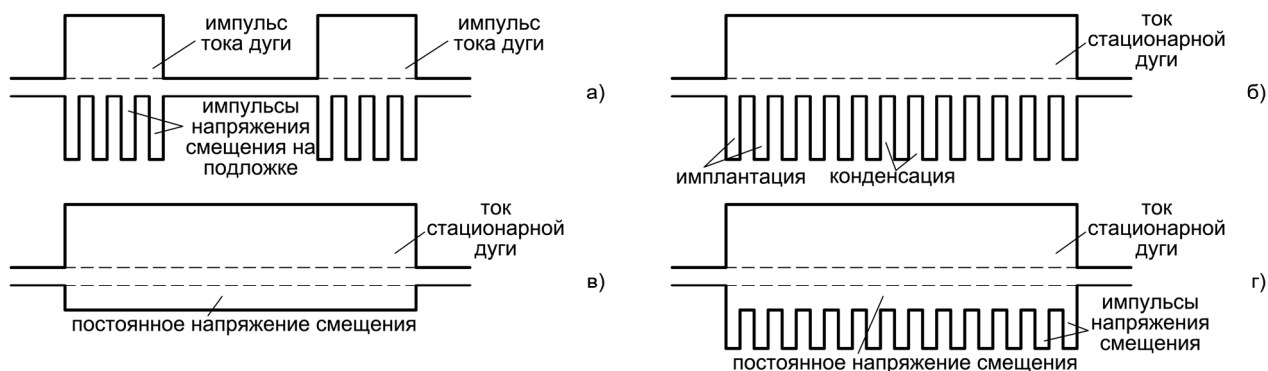 импульс
тока дуги
импульс
тока дуги
импульсы
напряжения
смещения на
подложке
а)
ток
стационарной
дуги
имплантация
конденсация
б)
ток
стационарной
дуги
постоянное напряжение смещения
в)
ток
стационарной
дуги
импульсы
напряжения
смещения
постоянное напряжение смещения
г)